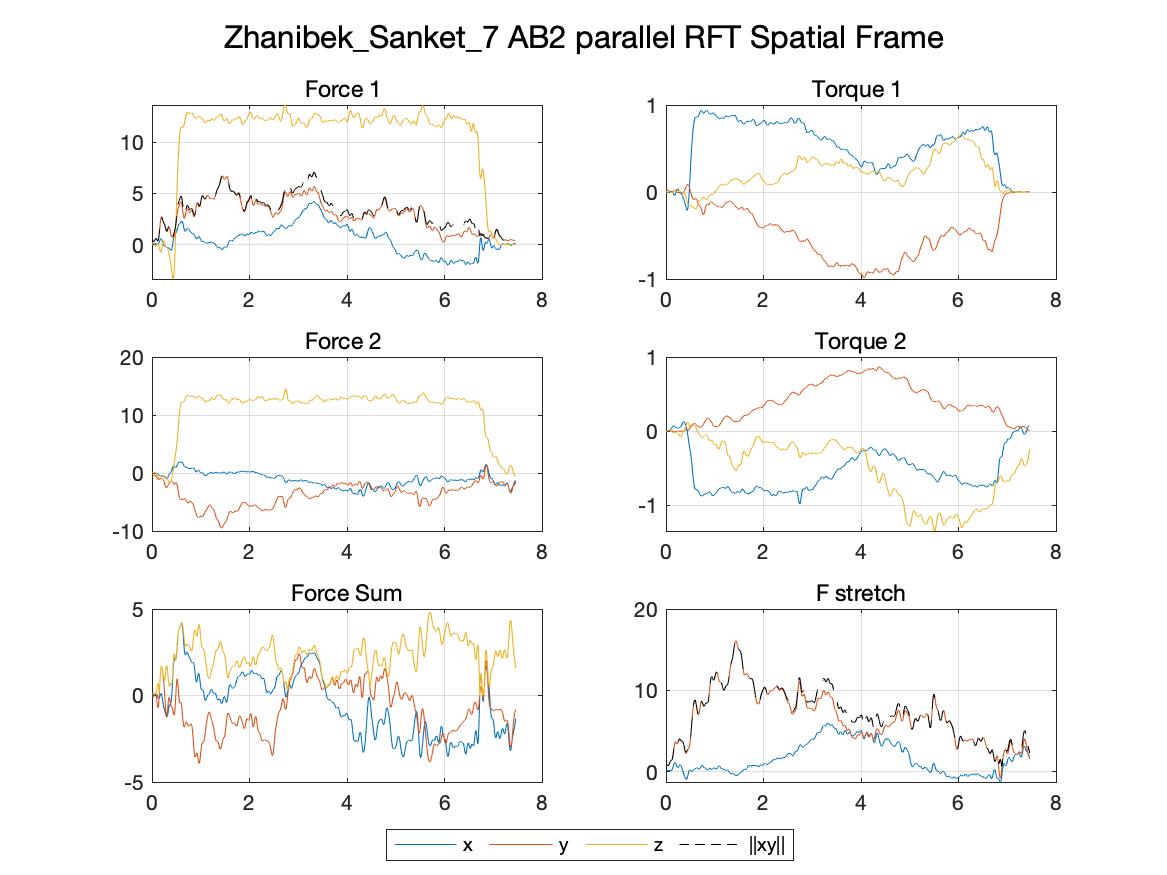 Zhanibek_Sanket_7 AB2 parallel RFT Spatial Frame
Force 1
10
5
0
0 2 4 6 8
Torque 1
1
0
-1
0 2 4 6 8
Force 2
20
10
0
-10
0 2 4 6 8
Torque 2
1
0
-1
0 2 4 6 8
Force Sum
5
0
-5
0 2 4 6 8
F stretch
20
10
0
0 2 4 6 8
x y z ||xy||